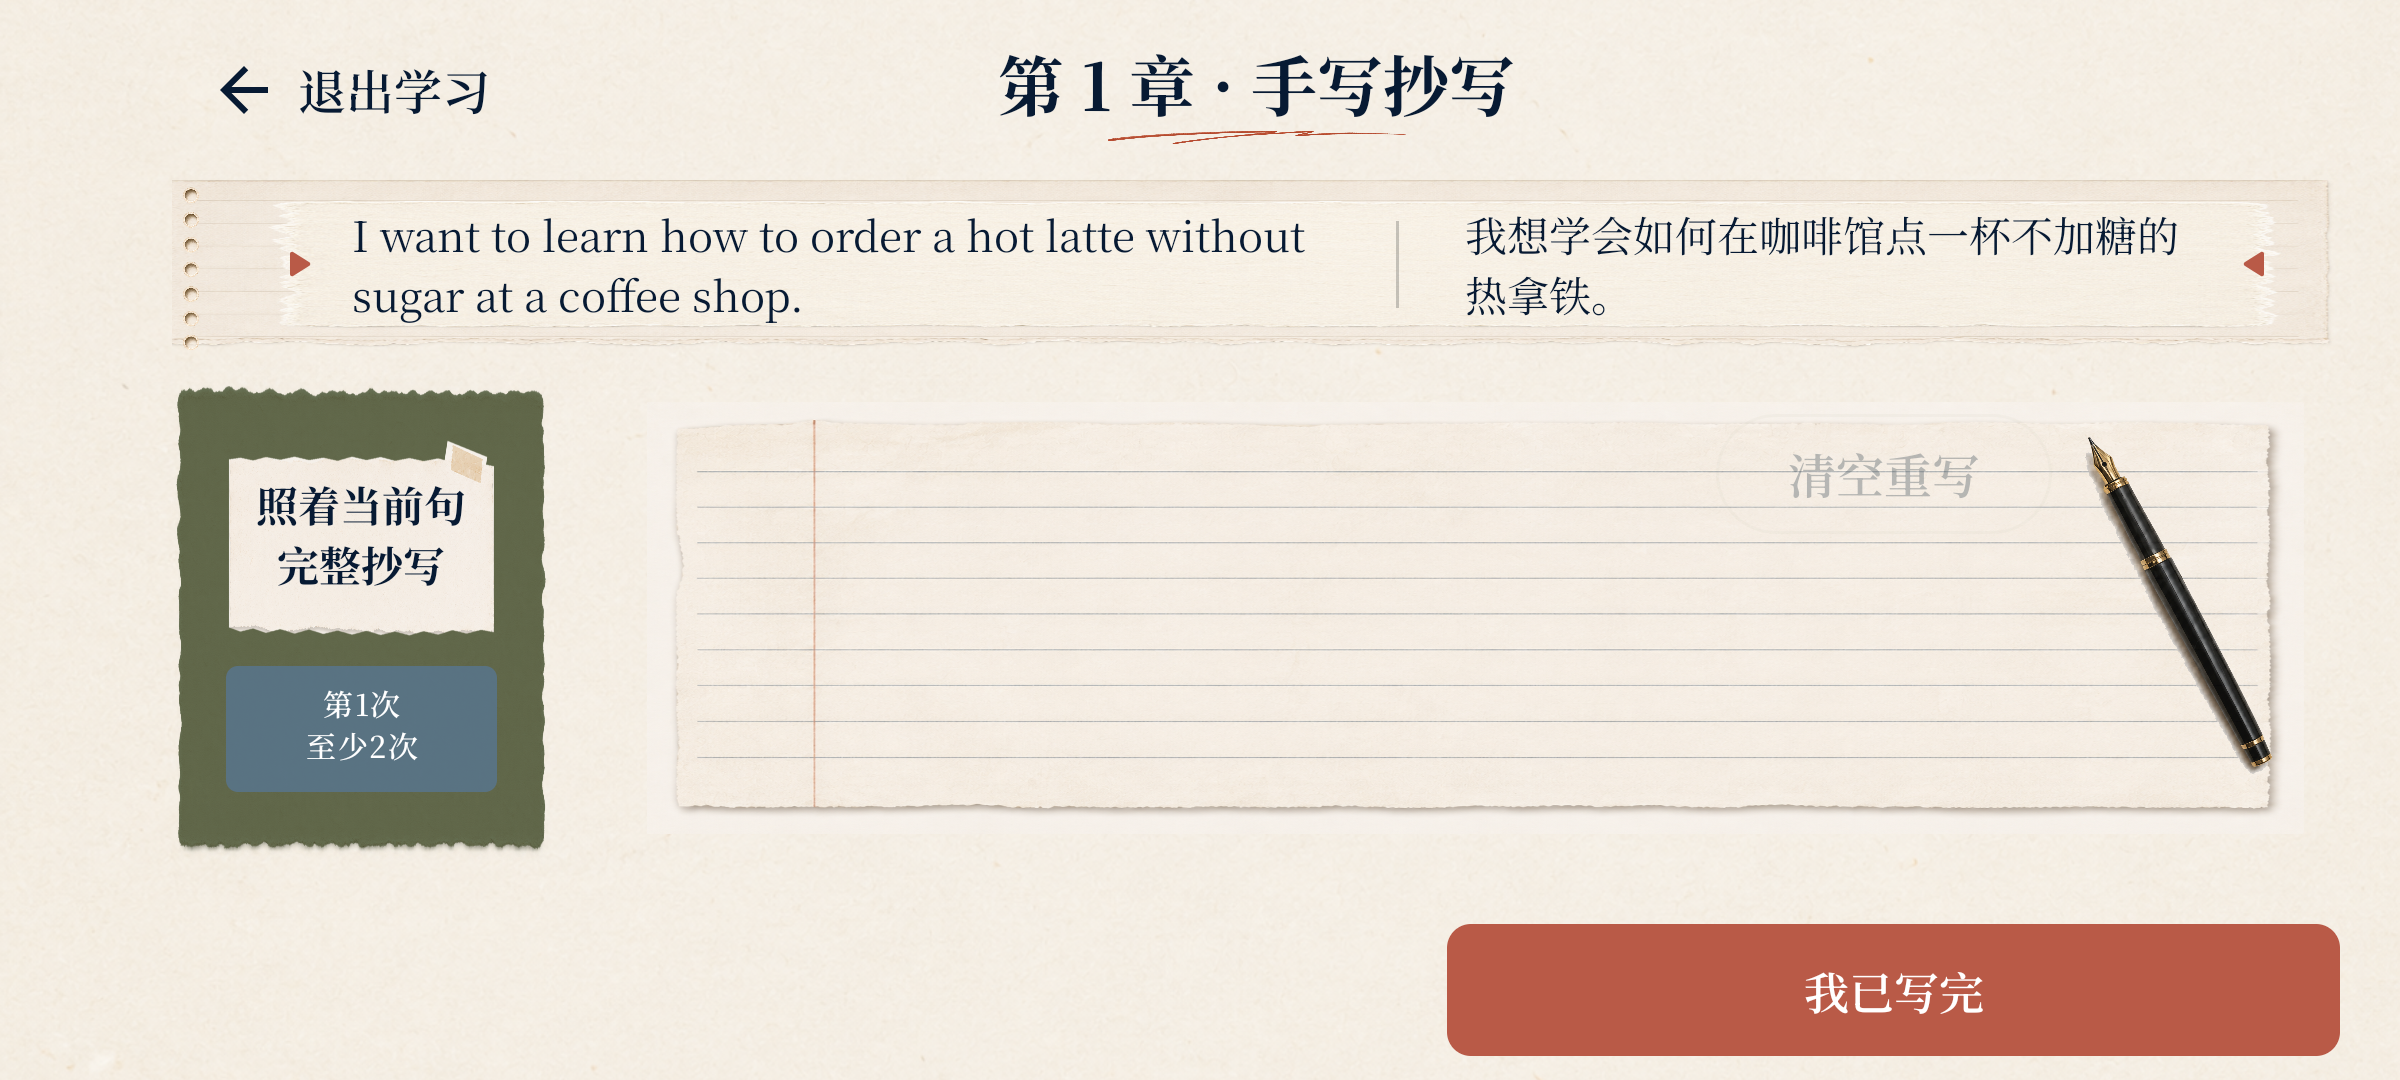 退出学习
第 1 章 · 手写抄写
I want to learn how to order a hot latte without
sugar at a coffee shop.
我想学会如何在咖啡馆点一杯不加糖的
热拿铁。
照着当前句
完整抄写
第1次
至少2次
清空重写
我已写完